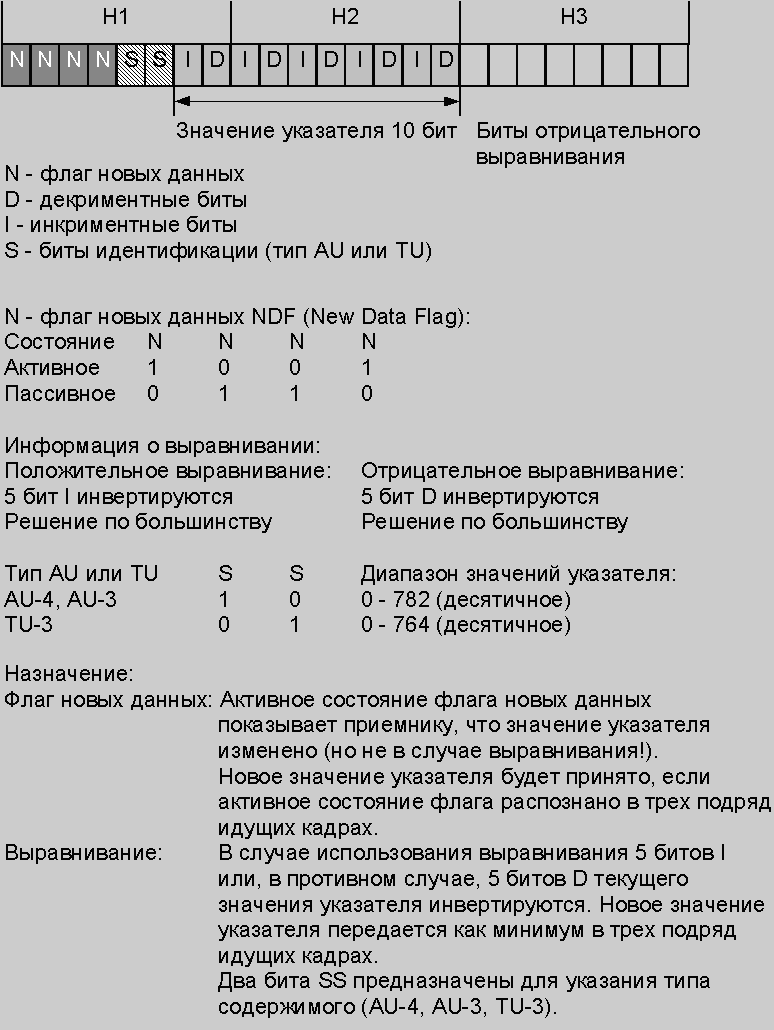 H1 H2 H3
N N N N S S I D I D I D I D I D
Значение указателя 10 бит Биты отрицательного
выравнивания
N - флаг новых данных
D - декриментные биты
I - инкриментные биты
S - биты идентификации (тип AU или TU)
N - флаг новых данных NDF (New Data Flag):
Состояние N N N N
Активное 1 0 0 1
Пассивное 0 1 1 0
Информация о выравнивании:
Положительное выравнивание: Отрицательное выравнивание:
5 бит I инвертируются 5 бит D инвертируются
Решение по большинству Решение по большинству
Тип AU или TU S S Диапазон значений указателя:
AU-4, AU-3 1 0 0 - 782 (десятичное)
TU-3 0 1 0 - 764 (десятичное)
Назначение:
Флаг новых данных: Активное состояние флага новых данных
показывает приемнику, что значение указателя
изменено (но не в случае выравнивания!).
Новое значение указателя будет принято, если
активное состояние флага распознано в трех подряд
идущих кадрах.
Выравнивание: В случае использования выравнивания 5 битов I
или, в противном случае, 5 битов D текущего
значения указателя инвертируются. Новое значение
указателя передается как минимум в трех подряд
идущих кадрах.
Два бита SS предназначены для указания типа
содержимого (AU-4, AU-3, TU-3).